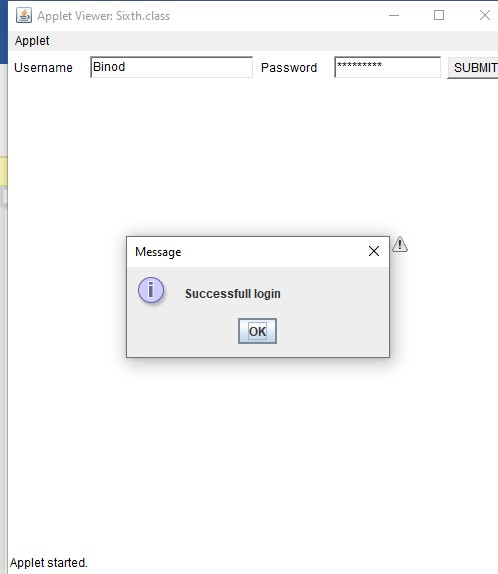 Applet Viewer: Sixth.class
Applet
Username Binod Password ********* SUBMIT
Message
Successfull login
OK
Applet started.